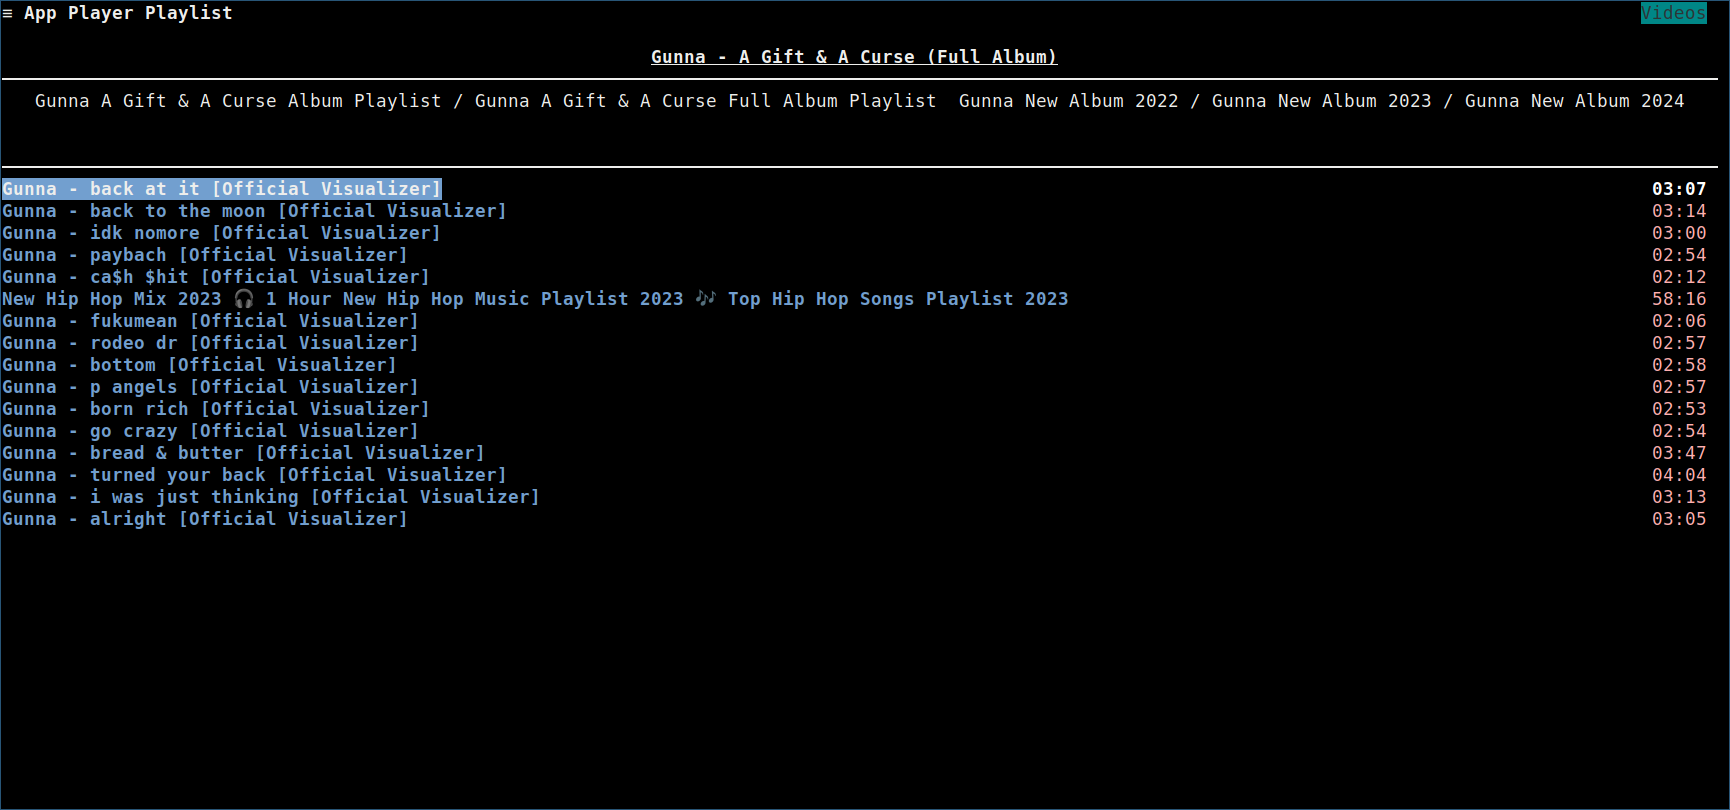 ≡ App Player Playlist Videos
Gunna - A Gift & A Curse (Full Album)
Gunna A Gift & A Curse Album Playlist / Gunna A Gift & A Curse Full Album Playlist  Gunna New Album 2022 / Gunna New Album 2023 / Gunna New Album 2024
Gunna - back at it [Official Visualizer] 03:07
Gunna - back to the moon [Official Visualizer] 03:14
Gunna - idk nomore [Official Visualizer] 03:00
Gunna - paybach [Official Visualizer] 02:54
Gunna - ca$h $hit [Official Visualizer] 02:12
New Hip Hop Mix 2023 🎧 1 Hour New Hip Hop Music Playlist 2023 🎶 Top Hip Hop Songs Playlist 2023 58:16
Gunna - fukumean [Official Visualizer] 02:06
Gunna - rodeo dr [Official Visualizer] 02:57
Gunna - bottom [Official Visualizer] 02:58
Gunna - p angels [Official Visualizer] 02:57
Gunna - born rich [Official Visualizer] 02:53
Gunna - go crazy [Official Visualizer] 02:54
Gunna - bread & butter [Official Visualizer] 03:47
Gunna - turned your back [Official Visualizer] 04:04
Gunna - i was just thinking [Official Visualizer] 03:13
Gunna - alright [Official Visualizer] 03:05